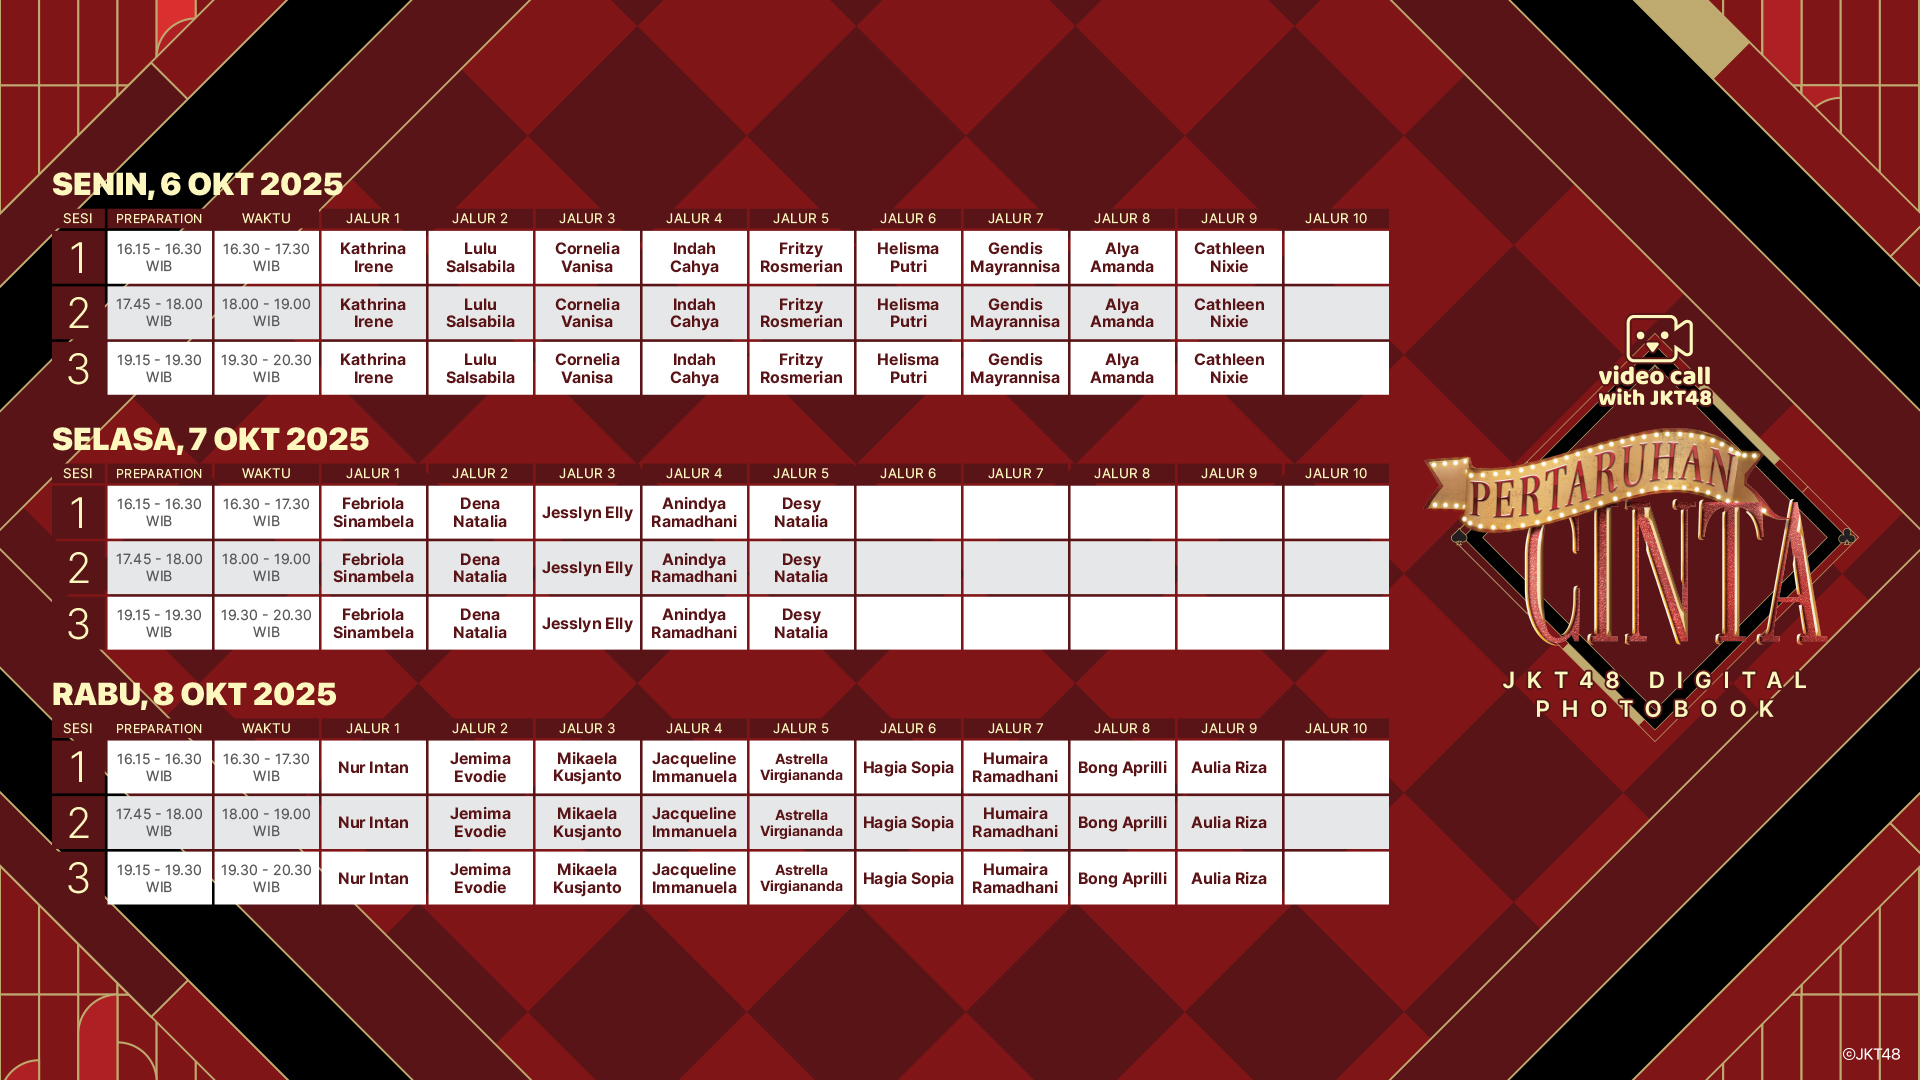 SENIN, 6 OKT 2025
SESI PREPARATION WAKTU JALUR 1 JALUR 2 JALUR 3 JALUR 4 JALUR 5 JALUR 6 JALUR 7 JALUR 8 JALUR 9 JALUR 10
1 16.15 - 16.30 WIB 16.30 - 17.30 WIB Kathrina Irene Lulu Salsabila Cornelia Vanisa Indah Cahya Fritzy Rosmerian Helisma Putri Gendis Mayrannisa Alya Amanda Cathleen Nixie
2 17.45 - 18.00 WIB 18.00 - 19.00 WIB Kathrina Irene Lulu Salsabila Cornelia Vanisa Indah Cahya Fritzy Rosmerian Helisma Putri Gendis Mayrannisa Alya Amanda Cathleen Nixie
3 19.15 - 19.30 WIB 19.30 - 20.30 WIB Kathrina Irene Lulu Salsabila Cornelia Vanisa Indah Cahya Fritzy Rosmerian Helisma Putri Gendis Mayrannisa Alya Amanda Cathleen Nixie
SELASA, 7 OKT 2025
SESI PREPARATION WAKTU JALUR 1 JALUR 2 JALUR 3 JALUR 4 JALUR 5 JALUR 6 JALUR 7 JALUR 8 JALUR 9 JALUR 10
1 16.15 - 16.30 WIB 16.30 - 17.30 WIB Febriola Sinambela Dena Natalia Jesslyn Elly Anindya Ramadhani Desy Natalia
2 17.45 - 18.00 WIB 18.00 - 19.00 WIB Febriola Sinambela Dena Natalia Jesslyn Elly Anindya Ramadhani Desy Natalia
3 19.15 - 19.30 WIB 19.30 - 20.30 WIB Febriola Sinambela Dena Natalia Jesslyn Elly Anindya Ramadhani Desy Natalia
RABU, 8 OKT 2025
SESI PREPARATION WAKTU JALUR 1 JALUR 2 JALUR 3 JALUR 4 JALUR 5 JALUR 6 JALUR 7 JALUR 8 JALUR 9 JALUR 10
1 16.15 - 16.30 WIB 16.30 - 17.30 WIB Nur Intan Jemima Evodie Mikaela Kusjanto Jacqueline Immanuela Astrella Virgiananda Hagia Sopia Humaira Ramadhani Bong Aprilli Aulia Riza
2 17.45 - 18.00 WIB 18.00 - 19.00 WIB Nur Intan Jemima Evodie Mikaela Kusjanto Jacqueline Immanuela Astrella Virgiananda Hagia Sopia Humaira Ramadhani Bong Aprilli Aulia Riza
3 19.15 - 19.30 WIB 19.30 - 20.30 WIB Nur Intan Jemima Evodie Mikaela Kusjanto Jacqueline Immanuela Astrella Virgiananda Hagia Sopia Humaira Ramadhani Bong Aprilli Aulia Riza
video call
with JKT48
PERTARUHAN
CINTA
JKT48 DIGITAL
PHOTOBOOK
©JKT48